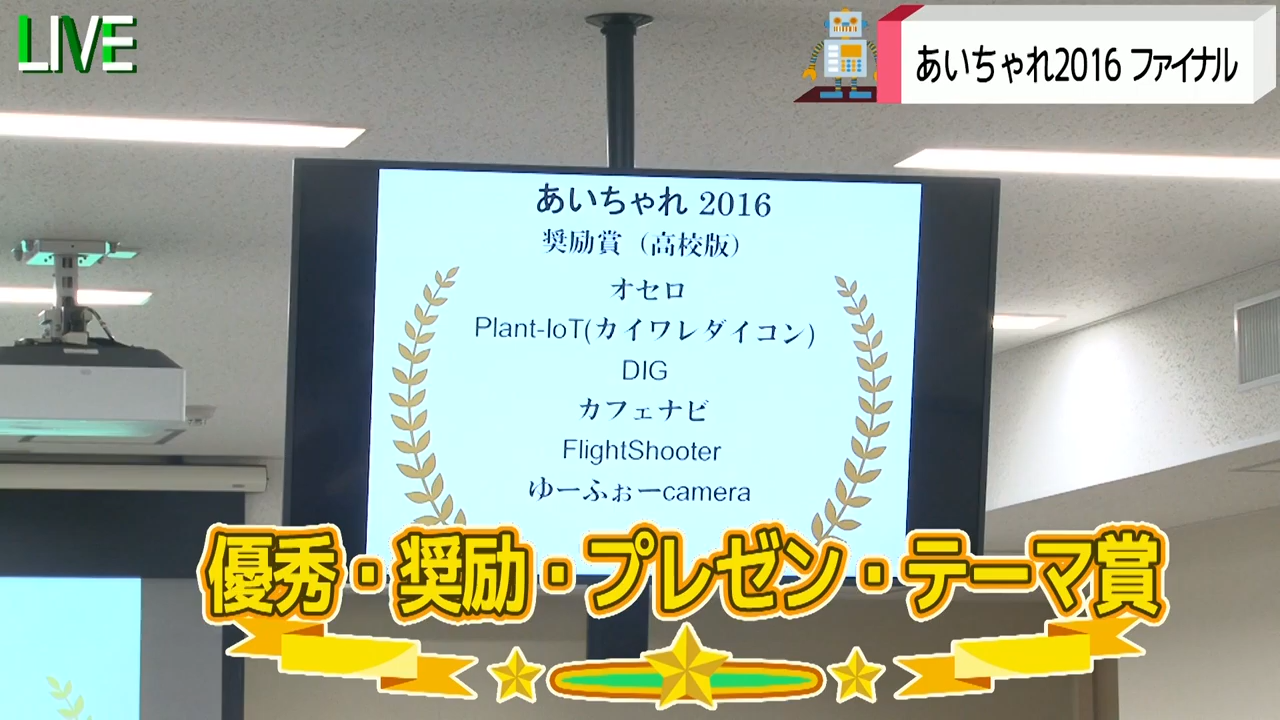 LIVE
あいちゃれ2016 ファイナル
あいちゃれ 2016
奨励賞（高校版）
オセロ
Plant-IoT(カイワレダイコン)
DIG
カフェナビ
FlightShooter
ゆーふぉーcamera
優秀・奨励・プレゼン・テーマ賞